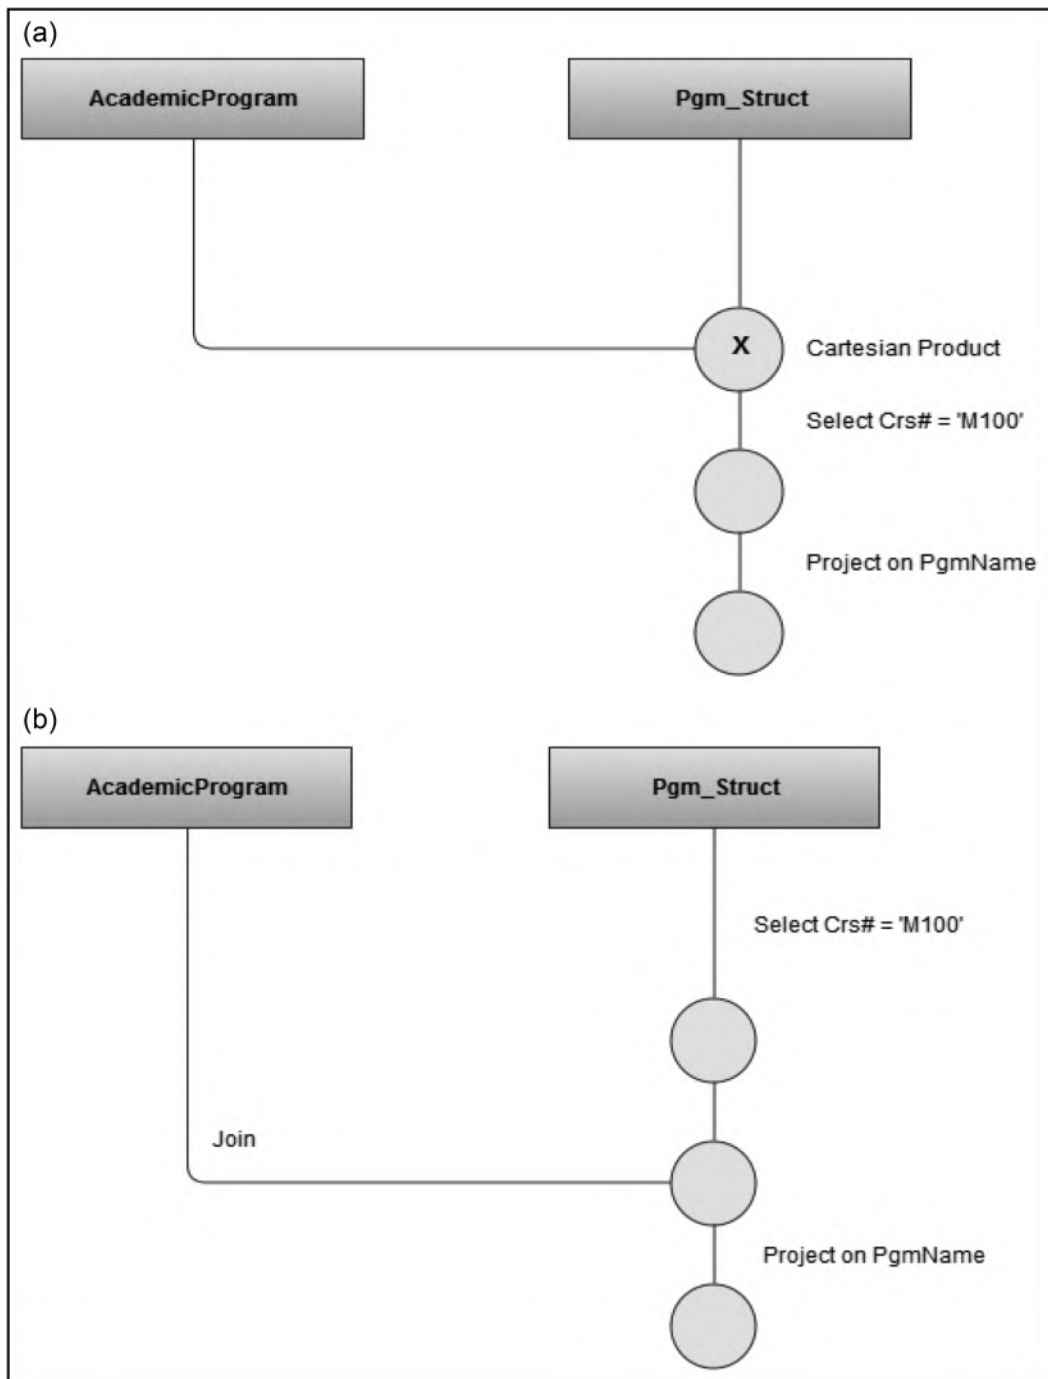 (a)
AcademicProgram
Pgm_Struct
X
Cartesian Product
Select Crs# = 'M100'
Project on PgmName
(b)
AcademicProgram
Pgm_Struct
Select Crs# = 'M100'
Join
Project on PgmName